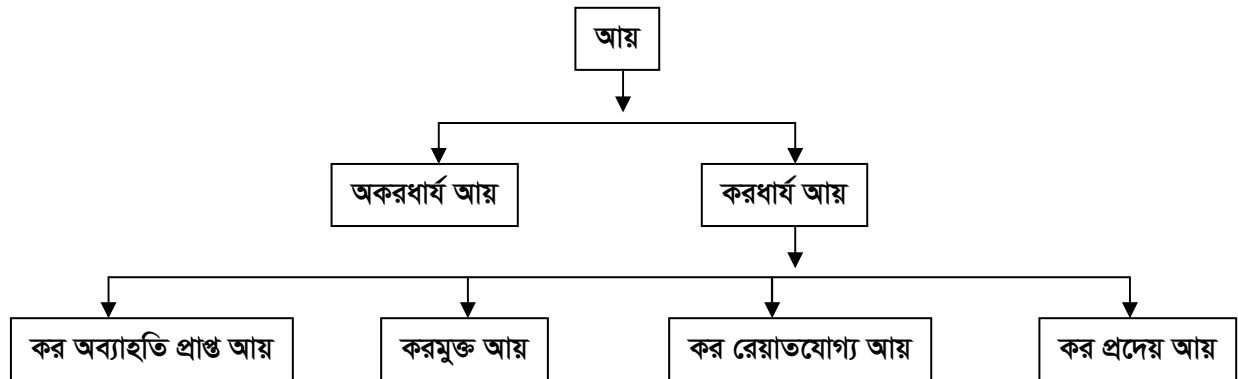 আয়
অকরধার্য আয়
করধার্য আয়
কর অব্যাহতি প্রাপ্ত আয়
করমুক্ত আয়
কর রেয়াতযোগ্য আয়
কর প্রদেয় আয়